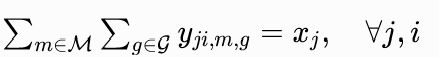 ∑_{m∈ℳ} ∑_{g∈𝒢} y_{ji,m,g} = x_j,  ∀j, i